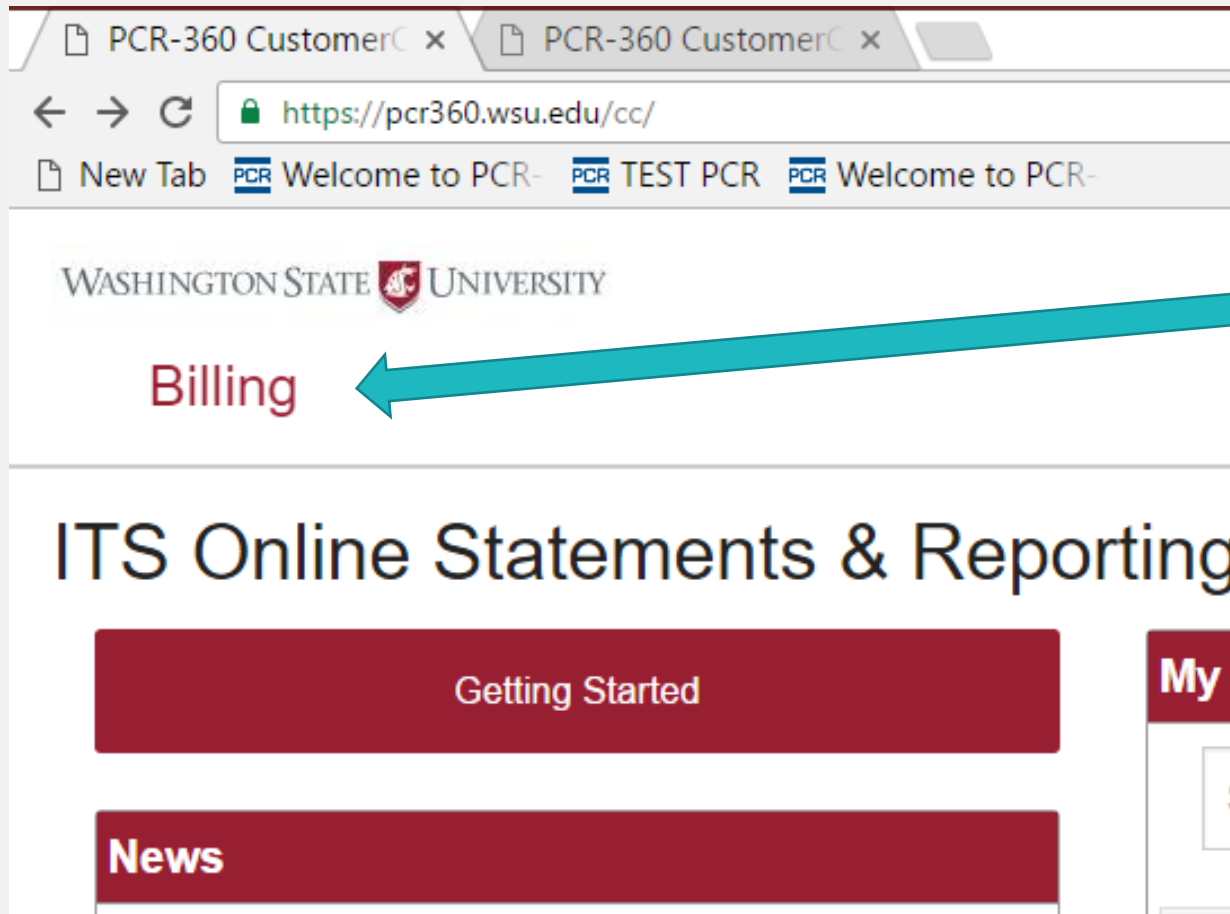 PCR-360 CustomerC PCR-360 CustomerC
https://pcr360.wsu.edu/cc/
New Tab PCR Welcome to PCR- PCR TEST PCR PCR Welcome to PCR-
WASHINGTON STATE UNIVERSITY
Billing
ITS Online Statements & Reporting
Getting Started
My
News